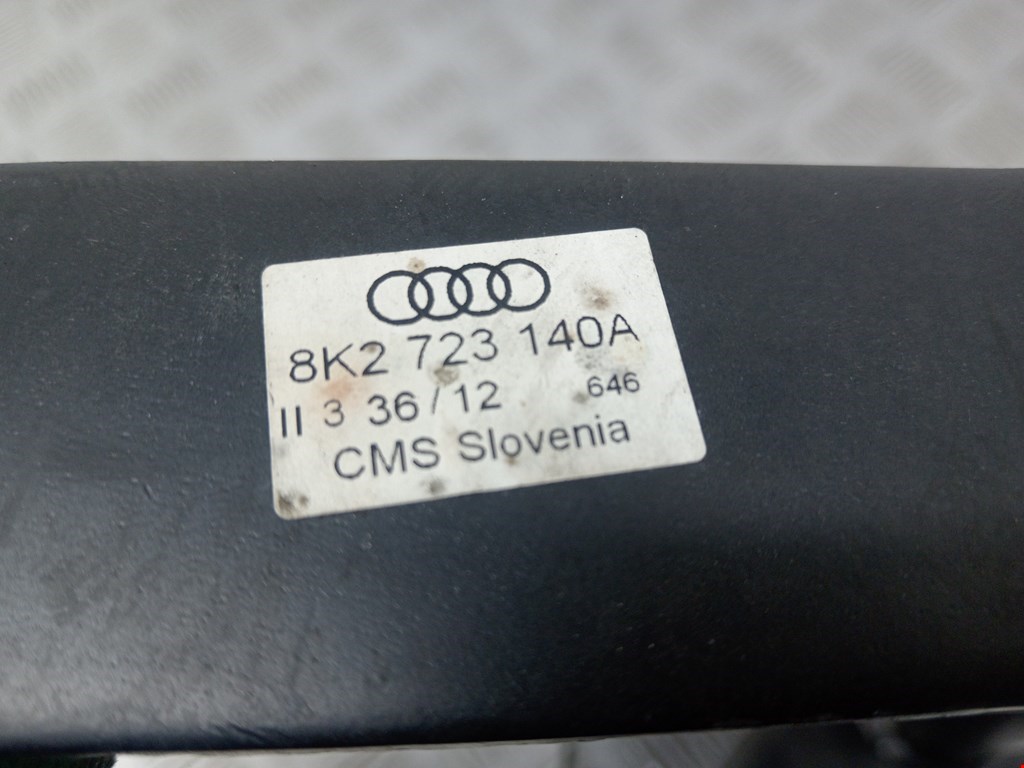 8K2 723 140A
II 3 36/12 646
CMS Slovenia